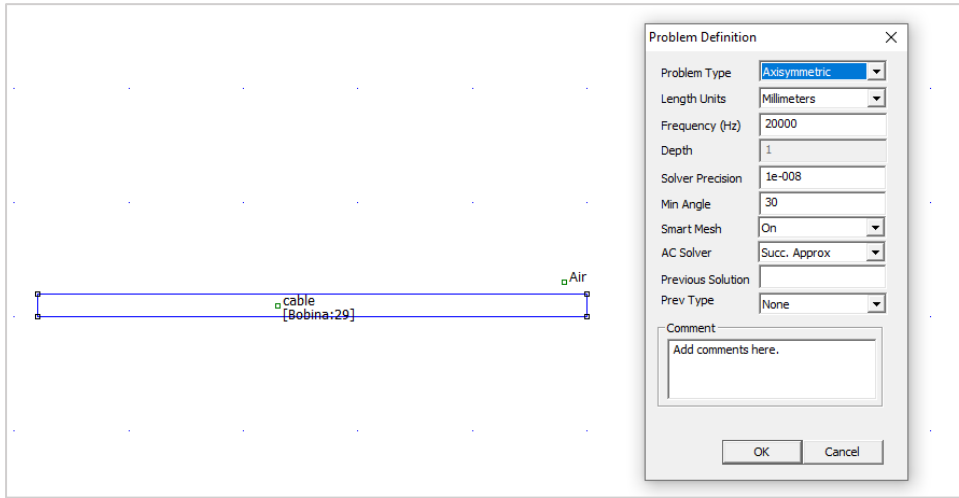 Air
cable
[Bobina:29]
Problem Definition
Problem Type Axisymmetric
Length Units Millimeters
Frequency (Hz) 20000
Depth 1
Solver Precision 1e-008
Min Angle 30
Smart Mesh On
AC Solver Succ. Approx
Previous Solution
Prev Type None
Comment
Add comments here.
OK Cancel